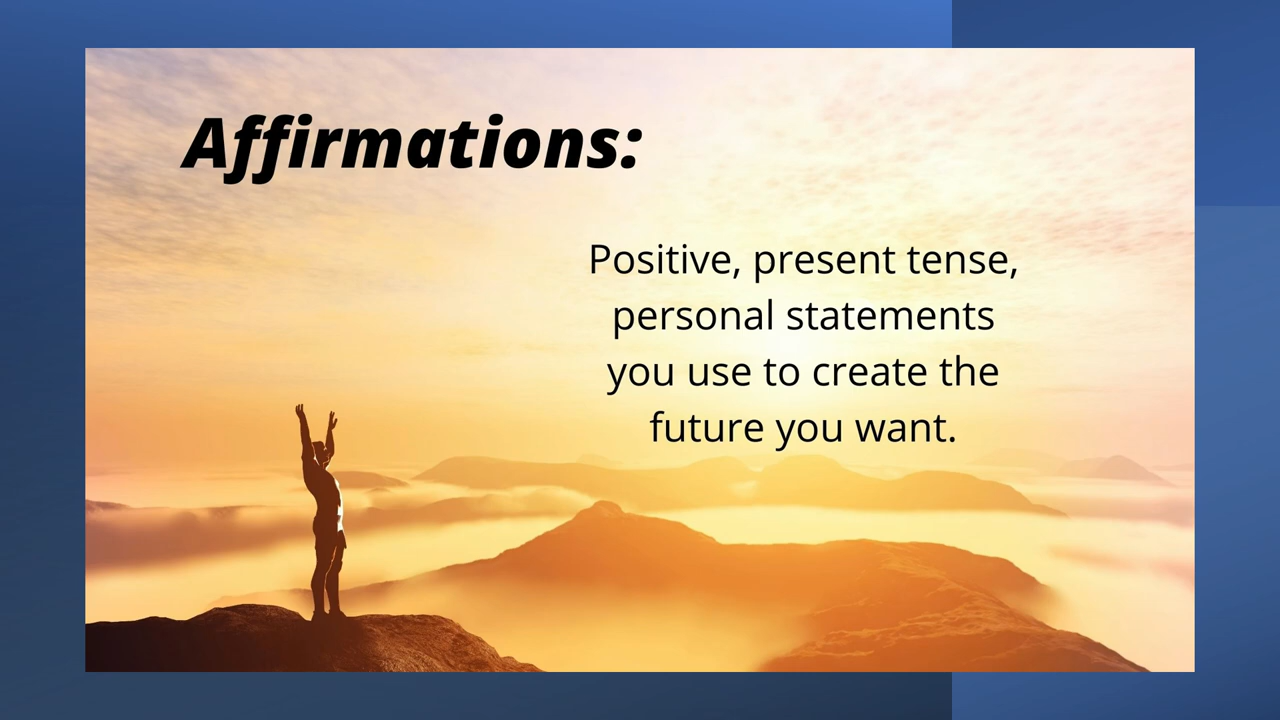 Affirmations:
Positive, present tense,
personal statements
you use to create the
future you want.